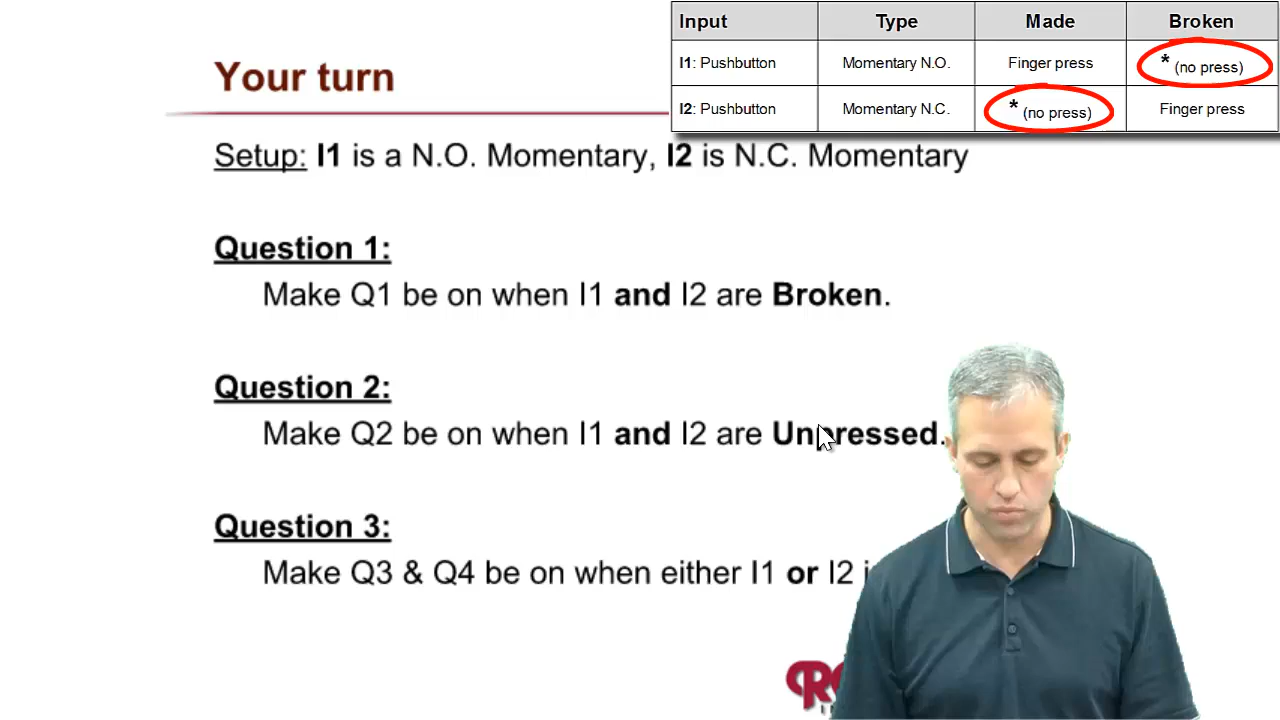 Input Type Made Broken
I1: Pushbutton Momentary N.O. Finger press * (no press)
I2: Pushbutton Momentary N.C. * (no press) Finger press
Your turn
Setup: I1 is a N.O. Momentary, I2 is N.C. Momentary
Question 1:
Make Q1 be on when I1 and I2 are Broken.
Question 2:
Make Q2 be on when I1 and I2 are Unpressed.
Question 3:
Make Q3 & Q4 be on when either I1 or I2